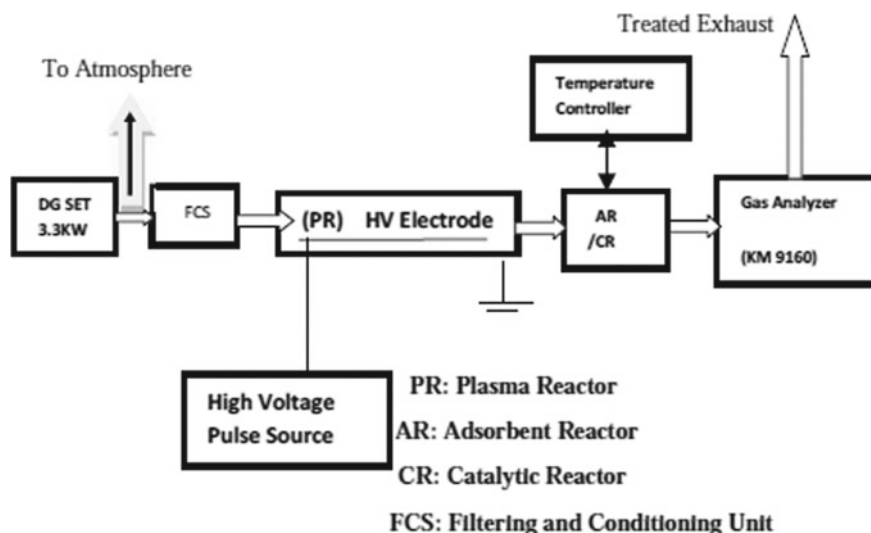 Treated Exhaust
To Atmosphere
Temperature
Controller
DG SET
3.3KW
FCS
(PR) HV Electrode
AR
/CR
Gas Analyzer
(KM 9160)
High Voltage
Pulse Source
PR: Plasma Reactor
AR: Adsorbent Reactor
CR: Catalytic Reactor
FCS: Filtering and Conditioning Unit